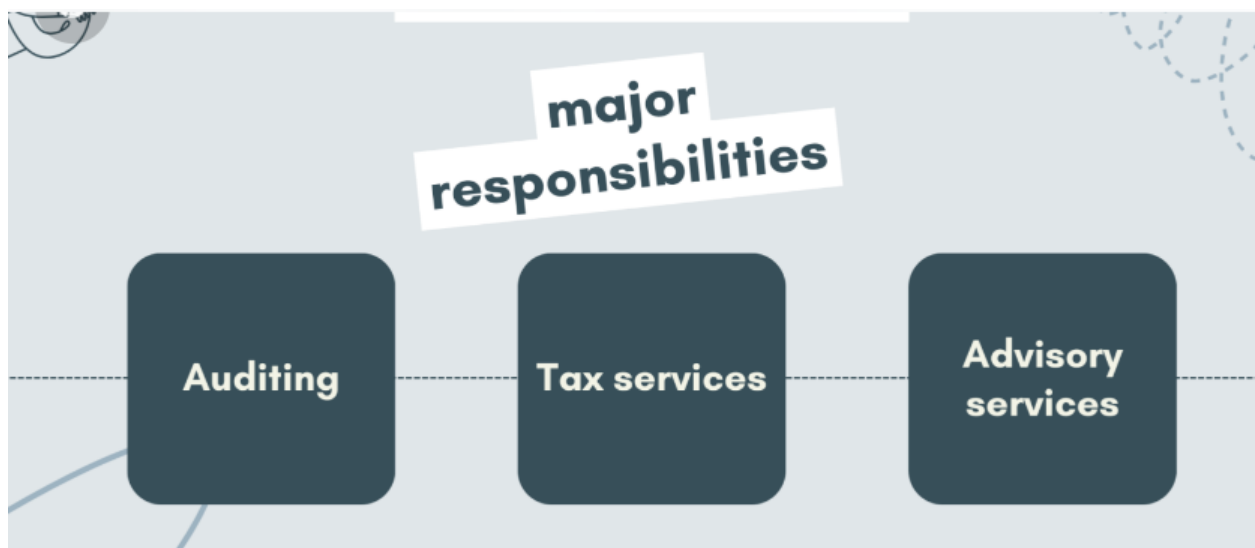 major
responsibilities
Auditing
Tax services
Advisory
services